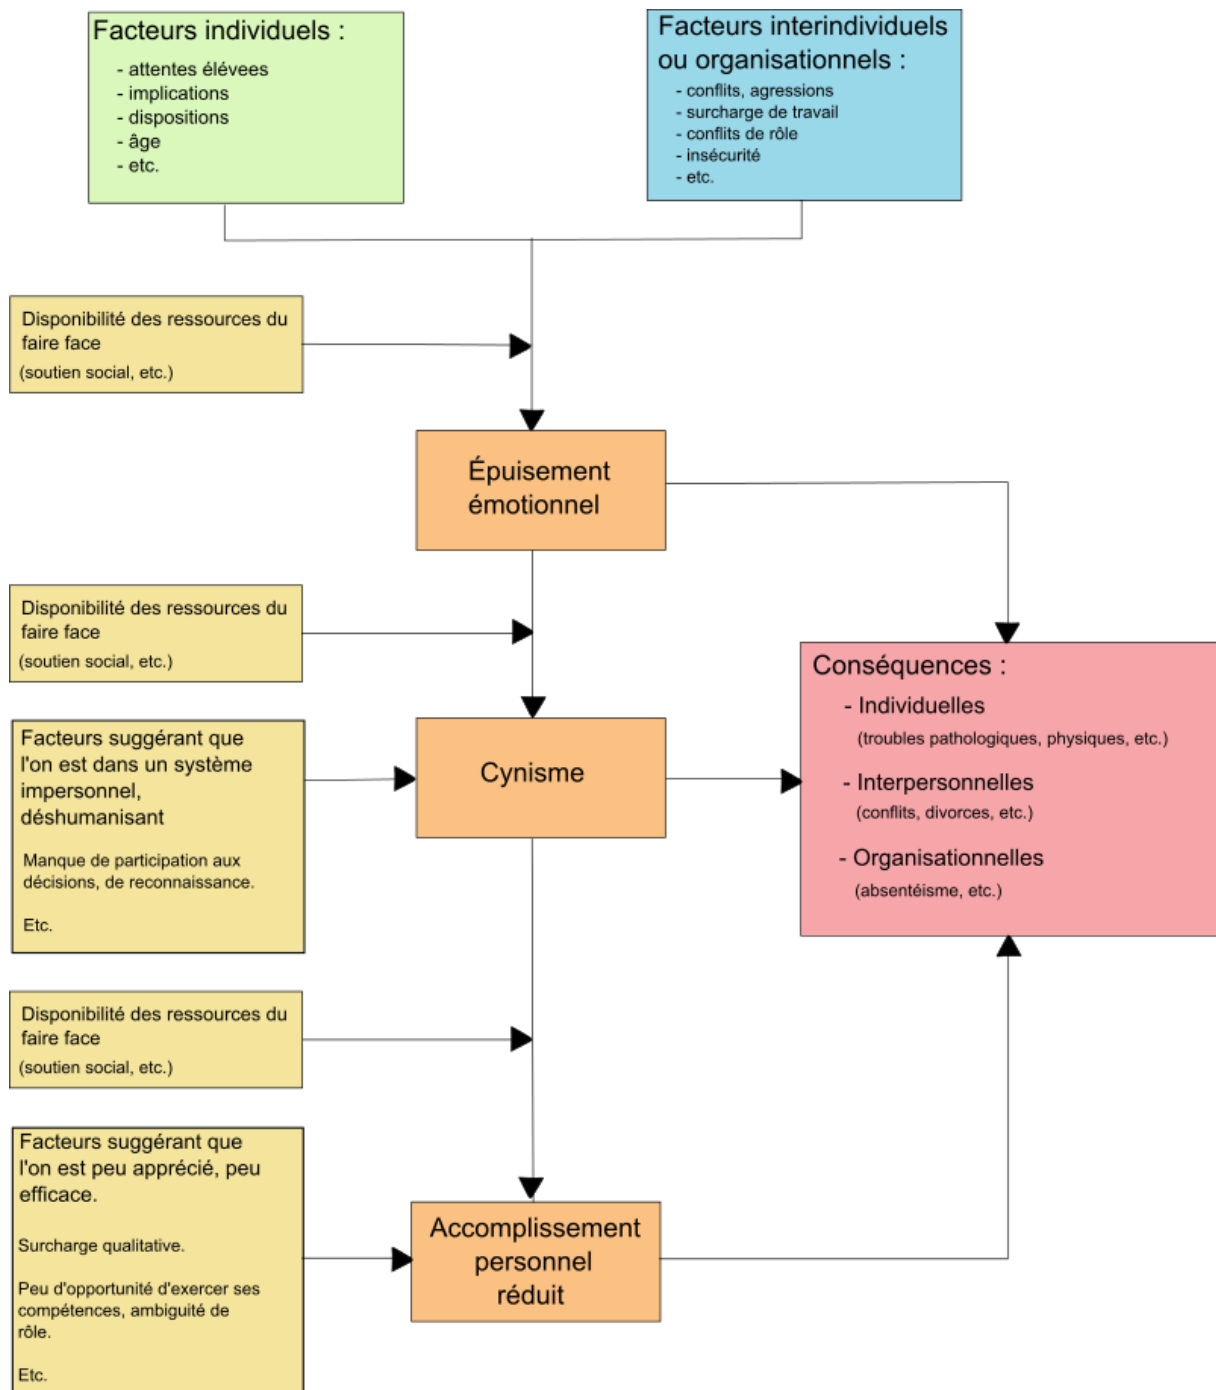 Facteurs individuels :
- attentes élévees
- implications
- dispositions
- âge
- etc.
Facteurs interindividuels
ou organisationnels :
- conflits, agressions
- surcharge de travail
- conflits de rôle
- insécurité
- etc.
Disponibilité des ressources du
faire face
(soutien social, etc.)
Épuisement
émotionnel
Disponibilité des ressources du
faire face
(soutien social, etc.)
Facteurs suggérant que
l'on est dans un système
impersonnel,
déshumanisant
Manque de participation aux
décisions, de reconnaissance.
Etc.
Cynisme
Conséquences :
- Individuelles
(troubles pathologiques, physiques, etc.)
- Interpersonnelles
(conflits, divorces, etc.)
- Organisationnelles
(absentéisme, etc.)
Disponibilité des ressources du
faire face
(soutien social, etc.)
Facteurs suggérant que
l'on est peu apprécié, peu
efficace.
Surcharge qualitative.
Peu d'opportunité d'exercer ses
compétences, ambiguité de
rôle.
Etc.
Accomplissement
personnel
réduit